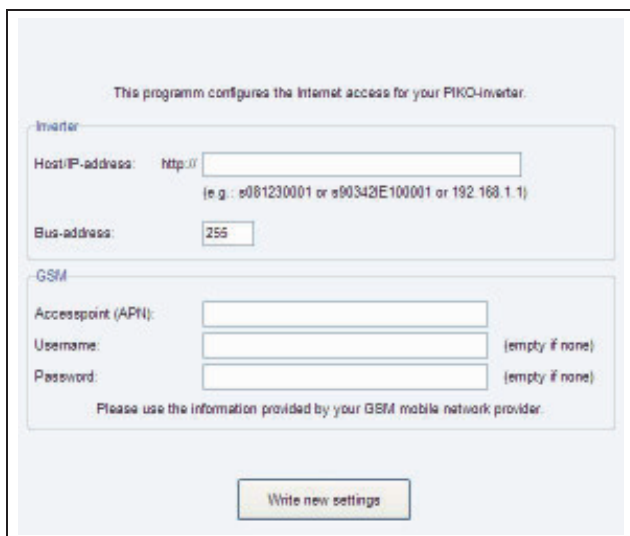 This programm configures the Internet access for your PIKO-inverter.
Inverter
Host/IP-address: http://
(e.g.: s081230001 or s90342IE100001 or 192.168.1.1)
Bus-address: 255
GSM
Accesspoint (APN):
Username: (empty if none)
Password: (empty if none)
Please use the information provided by your GSM mobile network provider.
Write new settings